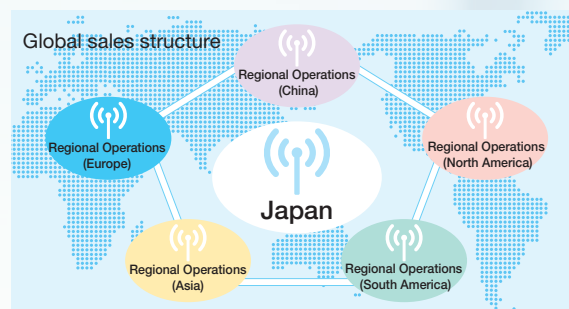 Global sales structure
Regional Operations
(China)
Regional Operations
(Europe)
Regional Operations
(North America)
Japan
Regional Operations
(Asia)
Regional Operations
(South America)